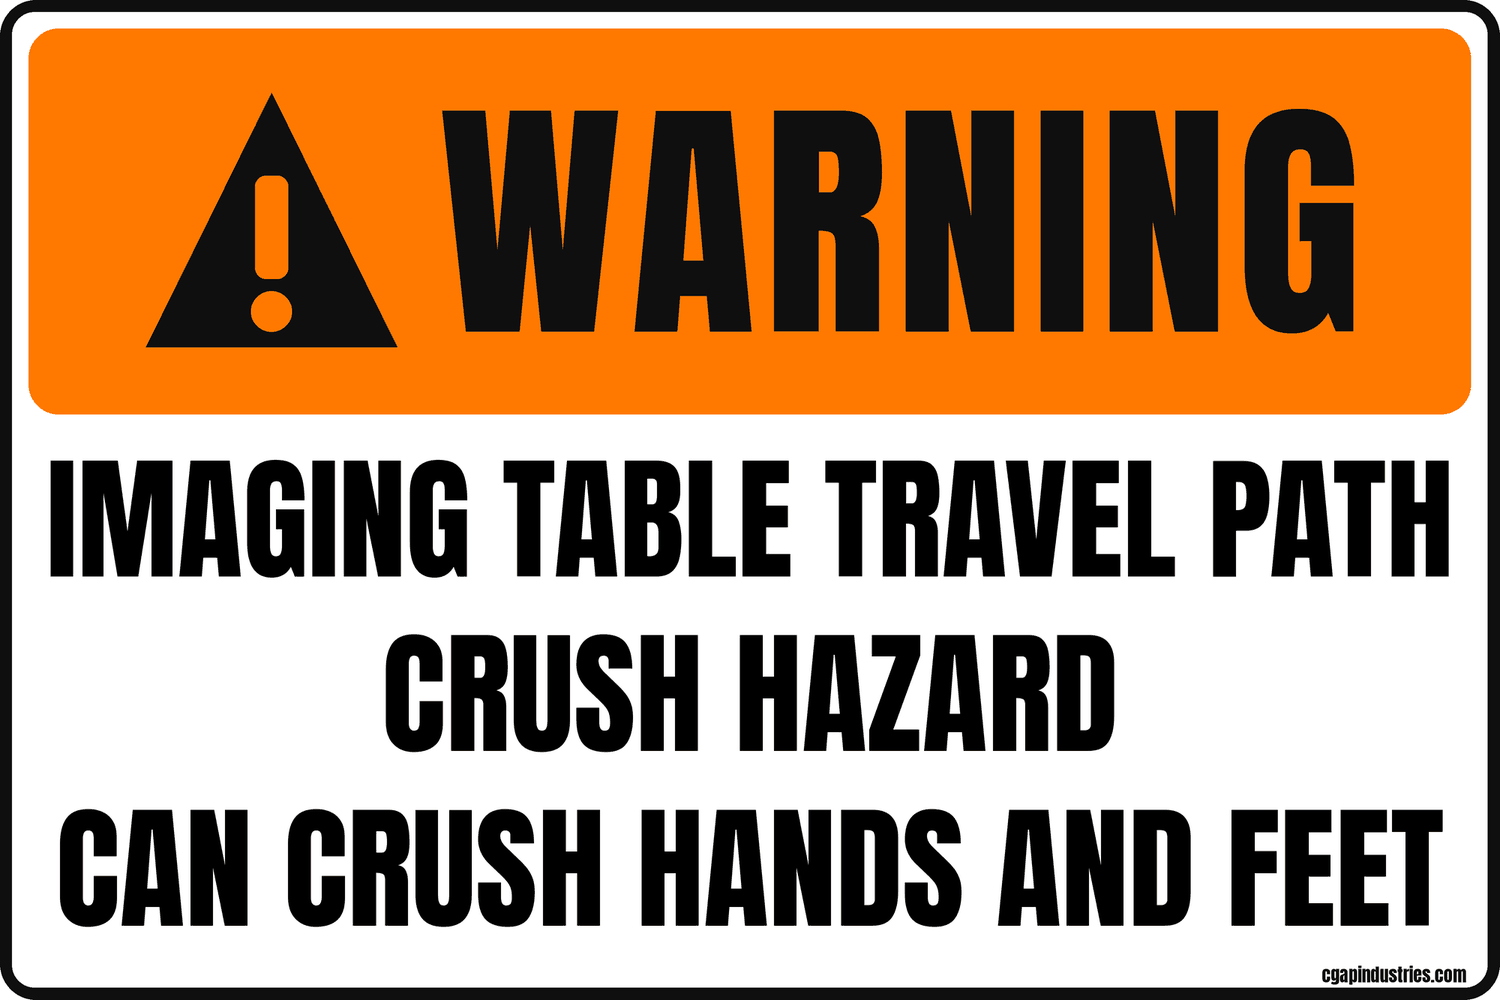 WARNING
IMAGING TABLE TRAVEL PATH
CRUSH HAZARD
CAN CRUSH HANDS AND FEET
cgapindustries.com